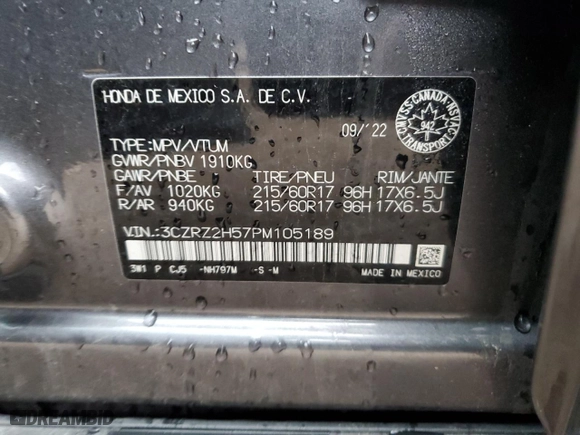 HONDA DE MEXICO S.A. DE C.V.
09/'22
CMVSS-CANADA-NSVAC
942
TRANSPORT
TYPE:MPV/VTUM
GVWR/PNBV 1910KG
GAWR/PNBE TIRE/PNEU RIM/JANTE
F/AV 1020KG 215/60R17 96H 17X6.5J
R/AR 940KG 215/60R17 96H 17X6.5J
V.I.N.:3CZRZ2H57PM105189
3W1 P CJ5 -NH797M -S -M
MADE IN MEXICO
DREAMBID